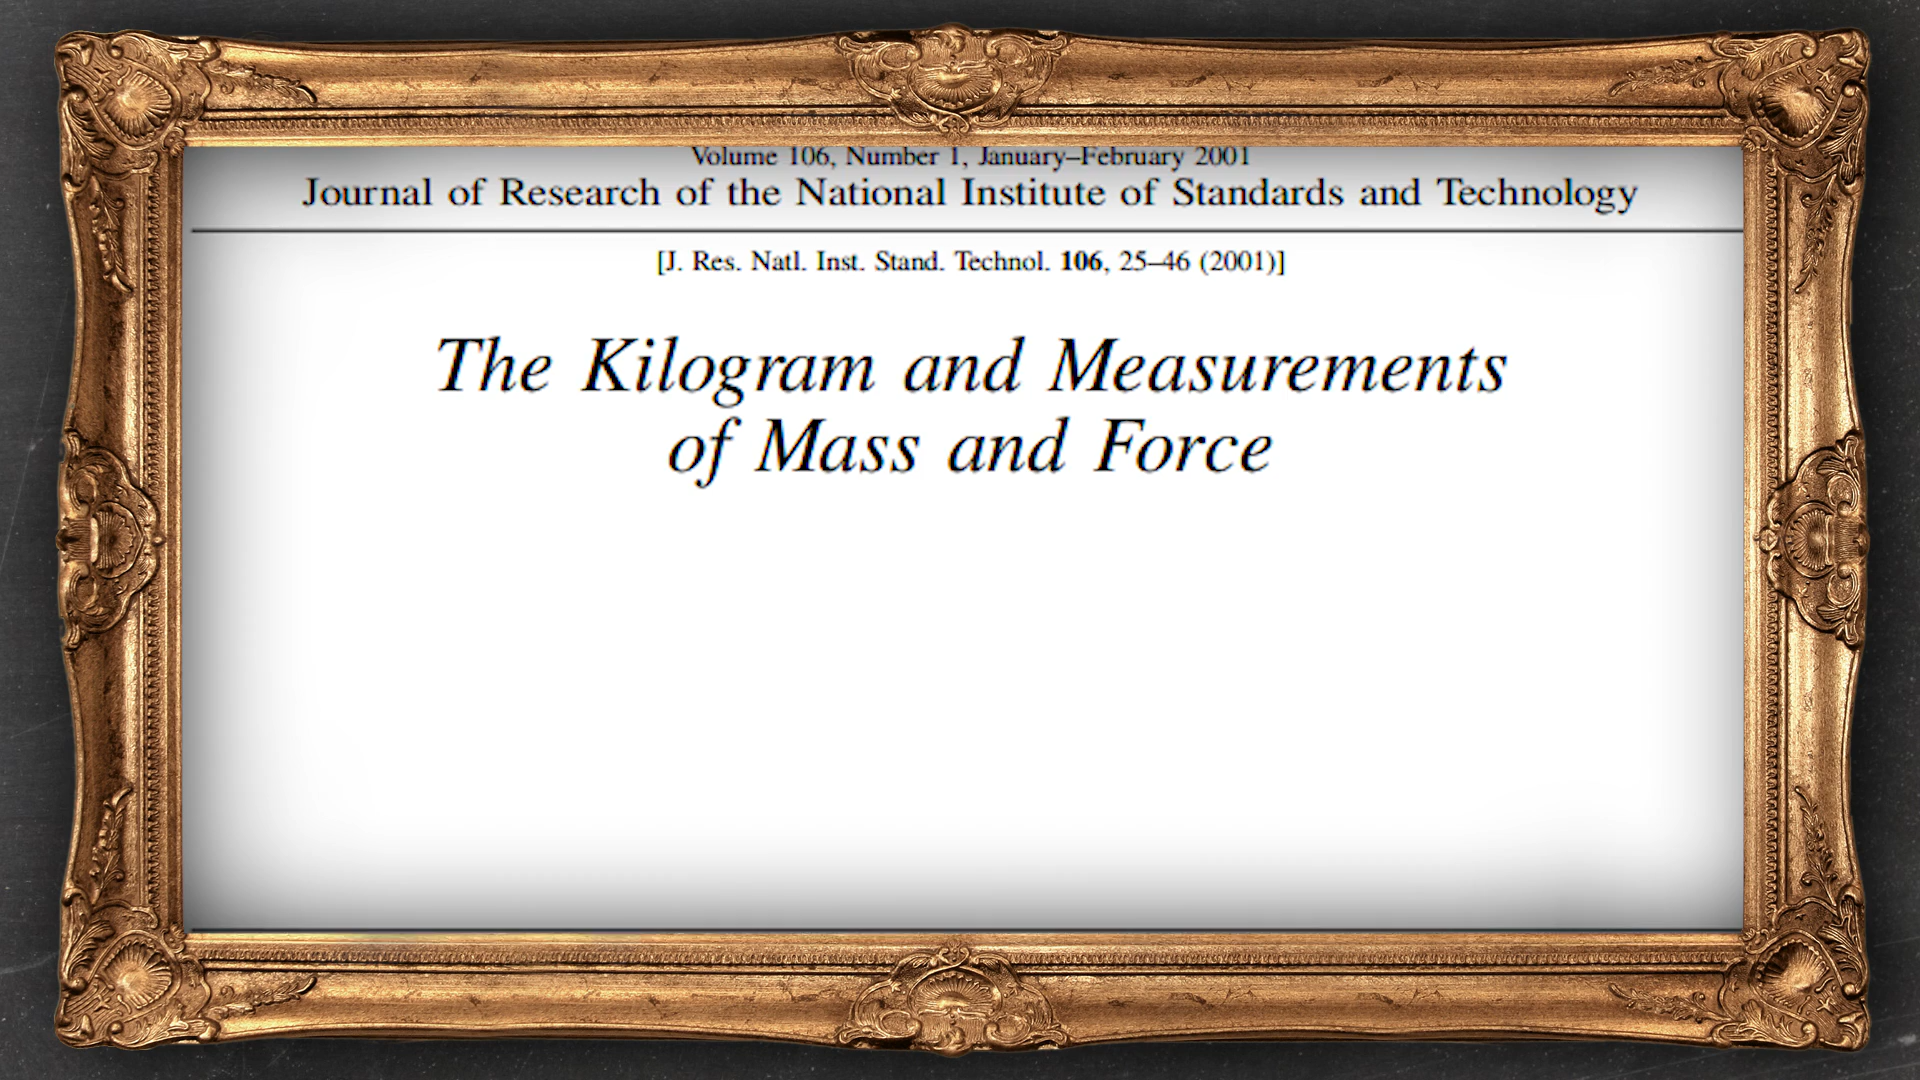 Volume 106, Number 1, January–February 2001
Journal of Research of the National Institute of Standards and Technology
[J. Res. Natl. Inst. Stand. Technol. 106, 25–46 (2001)]
The Kilogram and Measurements
of Mass and Force